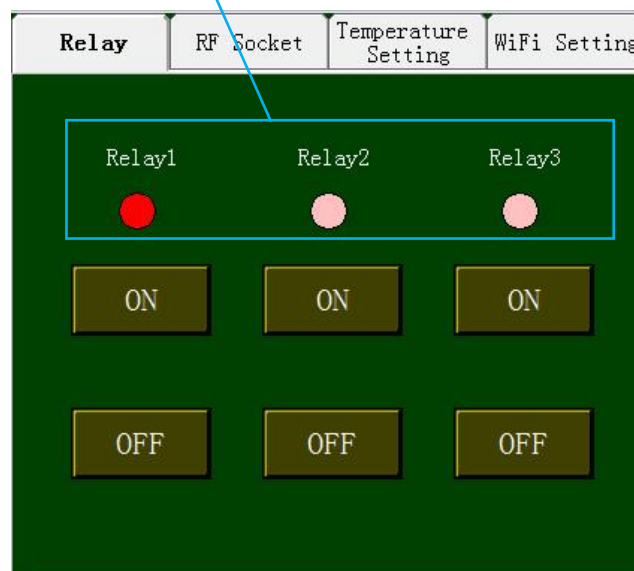 Relay
RF Socket
Temperature
Setting
WiFi Setting
Relay1 Relay2 Relay3
ON ON ON
OFF OFF OFF